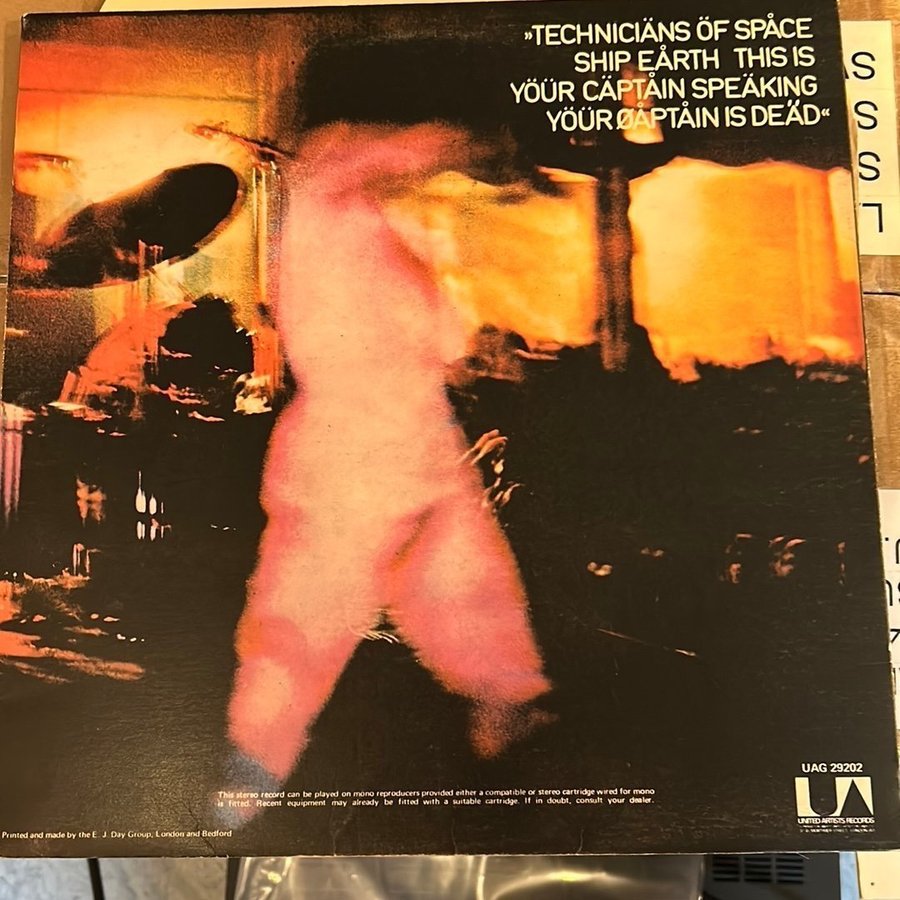 »TECHNICIÄNS ÖF SPÅCE
SHIP EÅRTH THIS IS
YÖÜR CÄPTÅIN SPEÄKING
YÖÜR ØÅPTÅIN IS DEA̋D«
AS
S
S
UAG 29202
UNITED ARTISTS RECORDS
This stereo record can be played on mono reproducers provided either a compatible or stereo cartridge wired for mono
is fitted. Recent equipment may already be fitted with a suitable cartridge. If in doubt, consult your dealer.
Printed and made by the E. J. Day Group, London and Bedford